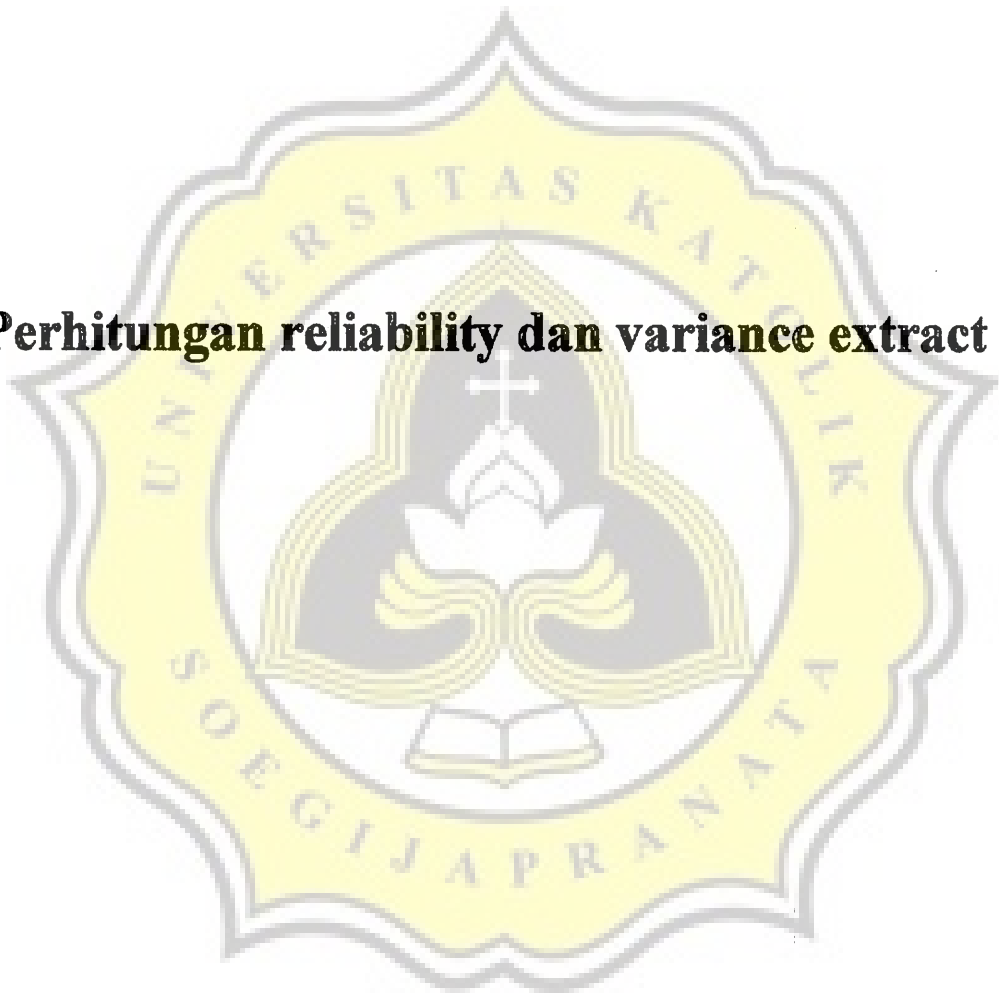 UNIVERSITAS KATOLIK
Perhitungan reliability dan variance extract
SOEGIJAPRANATA